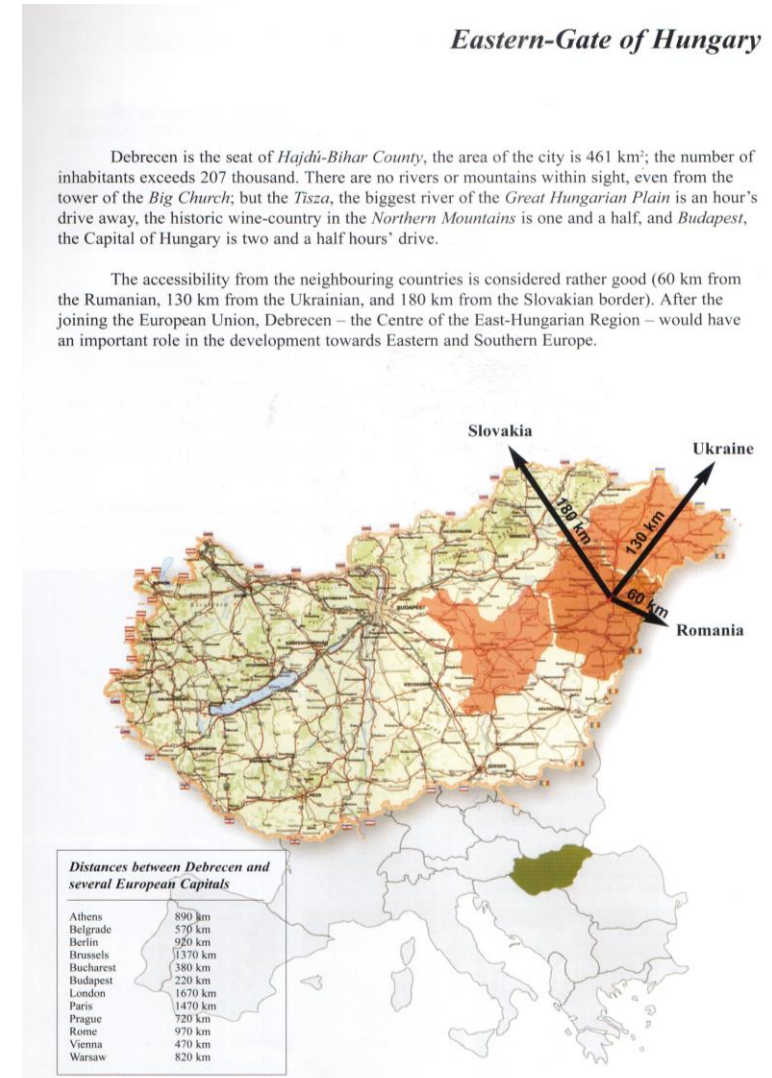 Eastern-Gate of Hungary
Debrecen is the seat of Hajdú-Bihar County, the area of the city is 461 km²; the number of
inhabitants exceeds 207 thousand. There are no rivers or mountains within sight, even from the
tower of the Big Church; but the Tisza, the biggest river of the Great Hungarian Plain is an hour's
drive away, the historic wine-country in the Northern Mountains is one and a half, and Budapest,
the Capital of Hungary is two and a half hours' drive.
The accessibility from the neighbouring countries is considered rather good (60 km from
the Rumanian, 130 km from the Ukrainian, and 180 km from the Slovakian border). After the
joining the European Union, Debrecen – the Centre of the East-Hungarian Region – would have
an important role in the development towards Eastern and Southern Europe.
Slovakia
Ukraine
180 km
130 km
60 km
Romania
BUDAPEST
Distances between Debrecen and
several European Capitals
Athens 890 km
Belgrade 570 km
Berlin 920 km
Brussels 1370 km
Bucharest 380 km
Budapest 220 km
London 1670 km
Paris 1470 km
Prague 720 km
Rome 970 km
Vienna 470 km
Warsaw 820 km